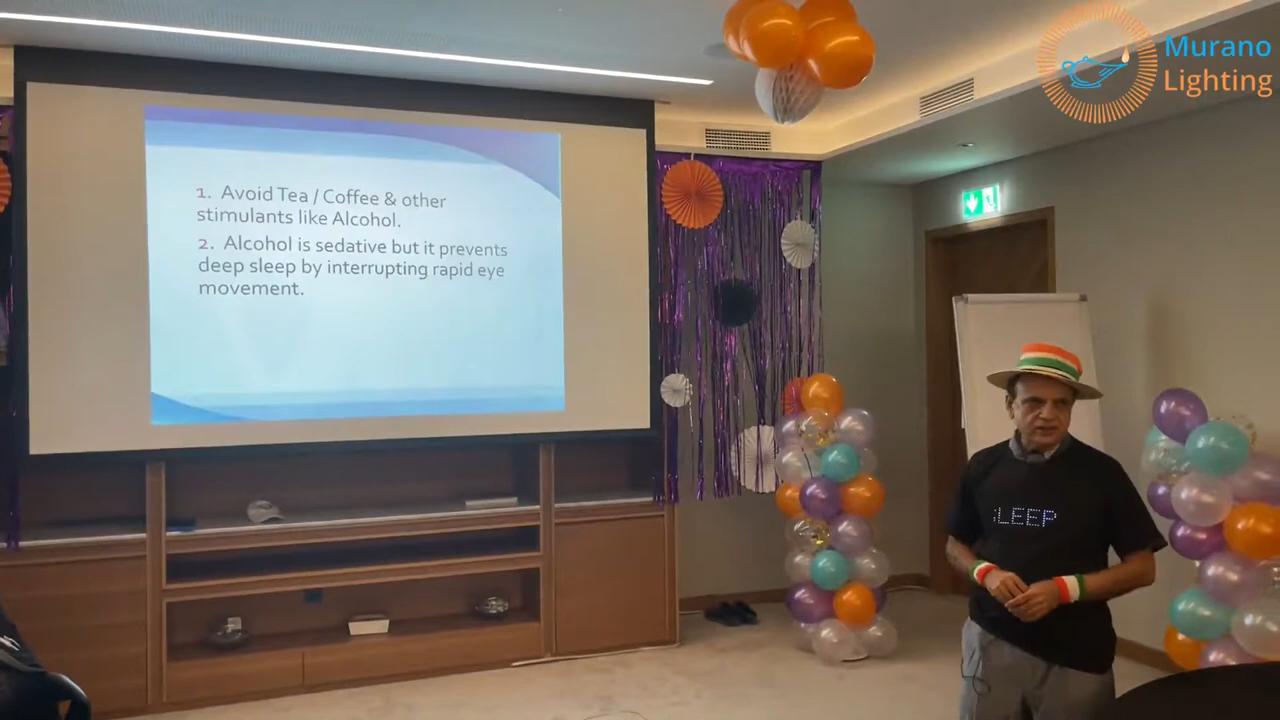 Murano
Lighting
1. Avoid Tea / Coffee & other
stimulants like Alcohol.
2. Alcohol is sedative but it prevents
deep sleep by interrupting rapid eye
movement.
SLEEP